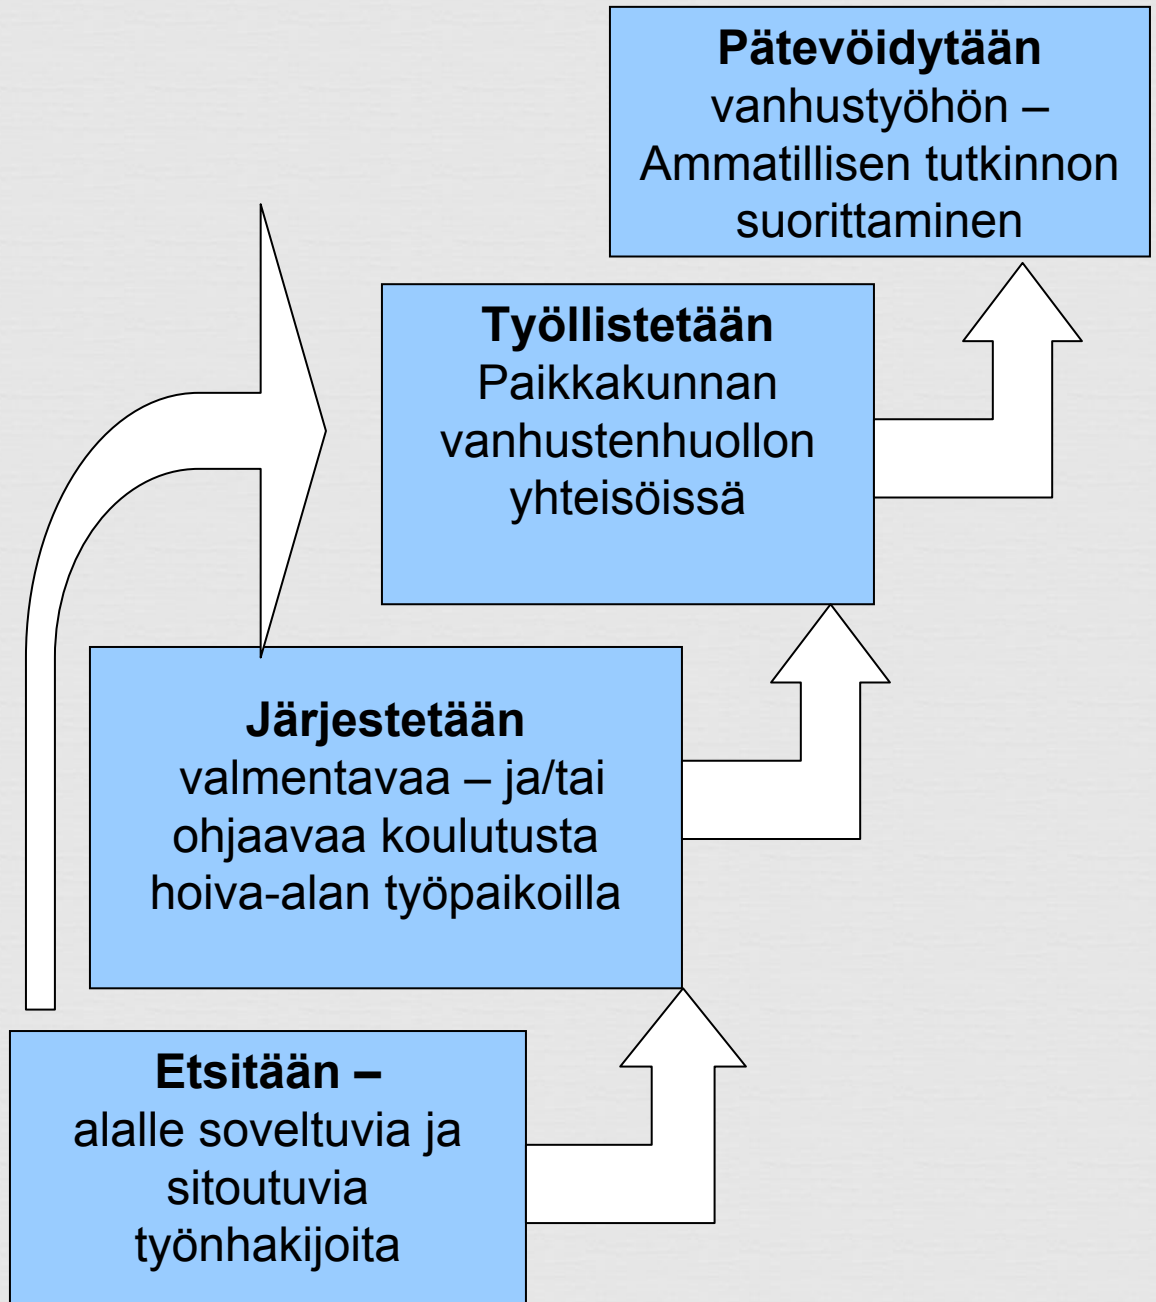 Pätevöidytään
vanhustyöhön –
Ammatillisen tutkinnon
suorittaminen
Työllistetään
Paikkakunnan
vanhustenhuollon
yhteisöissä
Järjestetään
valmentavaa – ja/tai
ohjaavaa koulutusta
hoiva-alan työpaikoilla
Etsitään –
alalle soveltuvia ja
sitoutuvia
työnhakijoita